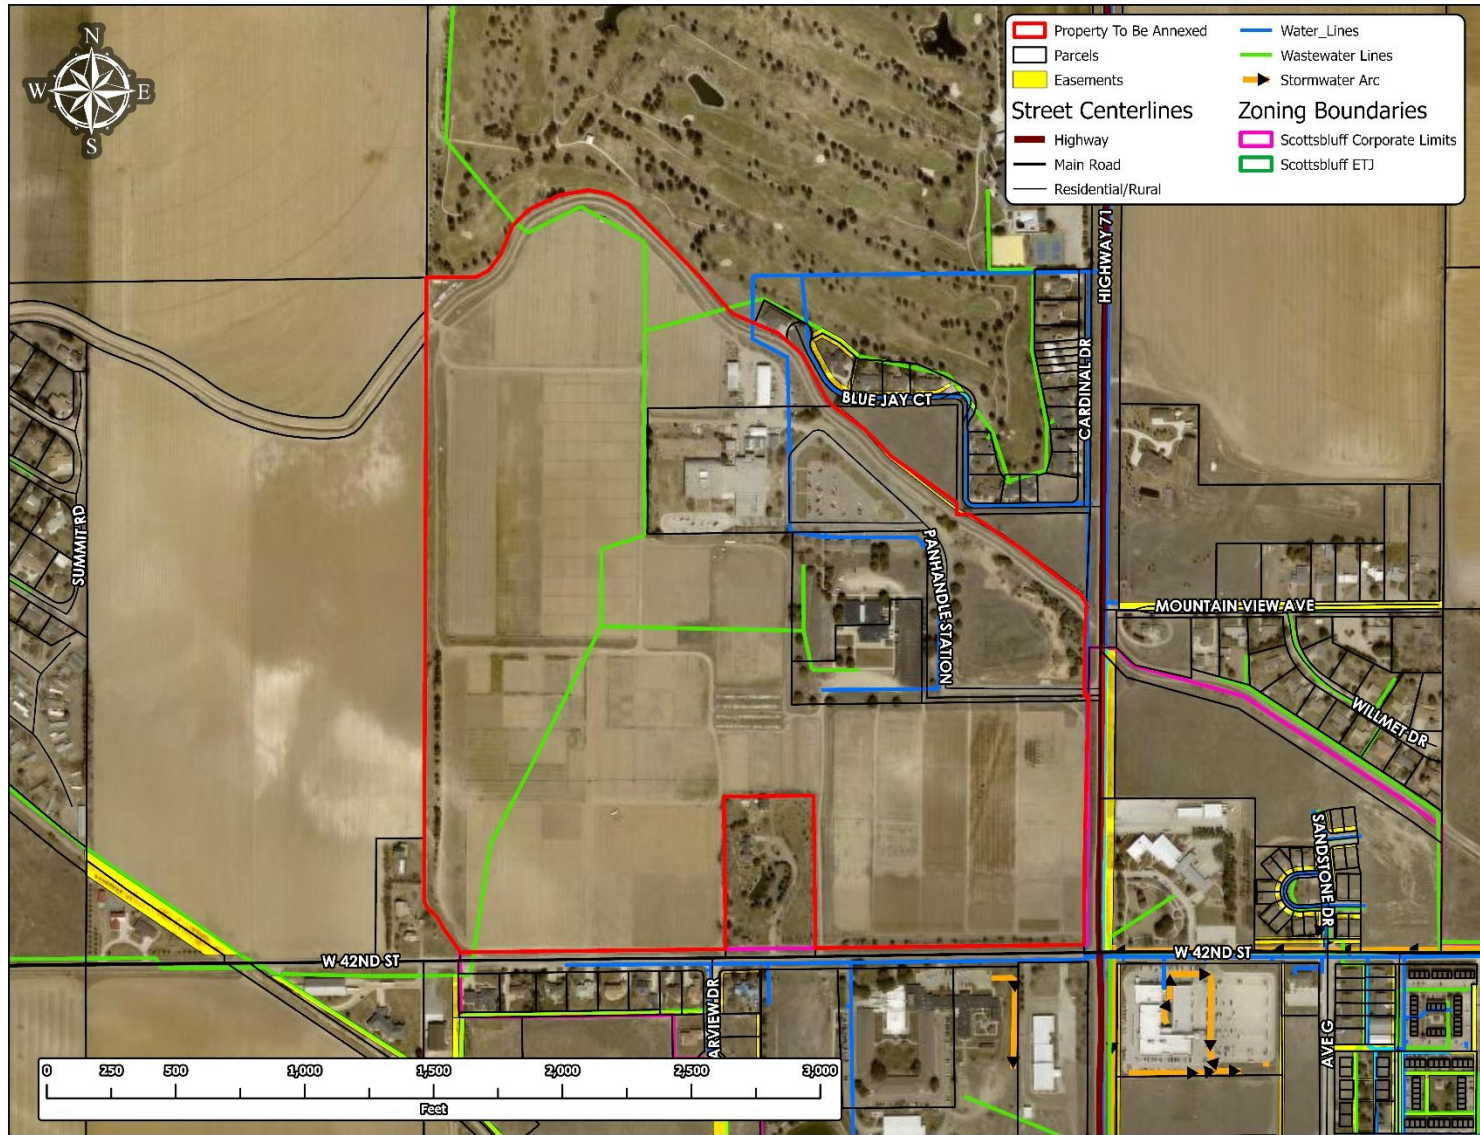 N
W E
S
Property To Be Annexed
Parcels
Easements
Street Centerlines
Highway
Main Road
Residential/Rural
Water_Lines
Wastewater Lines
Stormwater Arc
Zoning Boundaries
Scottsbluff Corporate Limits
Scottsbluff ETJ
HIGHWAY 71
CARDINAL DR
BLUE JAY CT
SUMMIT RD
PANHANDLE STATION
MOUNTAIN VIEW AVE
WILLMET DR
SANDSTONE DR
W 42ND ST
W 42ND ST
ARVIEW DR
AVE G
0 250 500 1,000 1,500 2,000 2,500 3,000
Feet